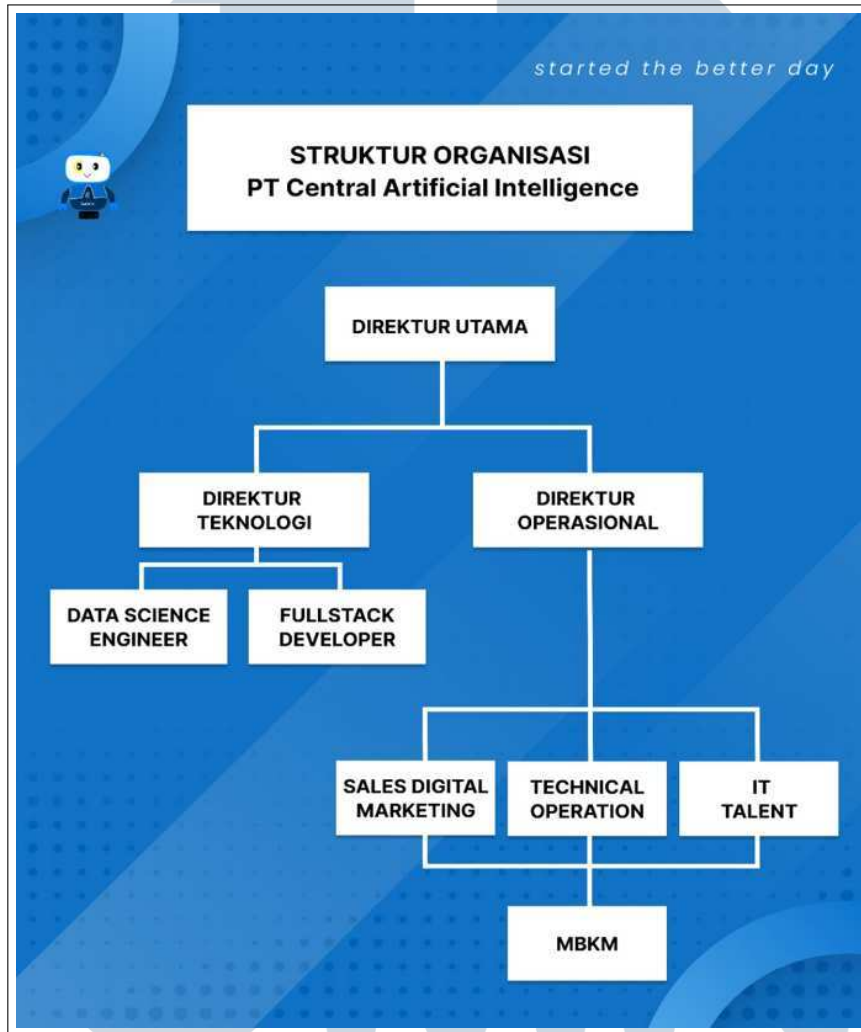 started the better day
STRUKTUR ORGANISASI
PT Central Artificial Intelligence
DIREKTUR UTAMA
DIREKTUR
TEKNOLOGI
DIREKTUR
OPERASIONAL
DATA SCIENCE
ENGINEER
FULLSTACK
DEVELOPER
SALES DIGITAL
MARKETING
TECHNICAL
OPERATION
IT
TALENT
MBKM